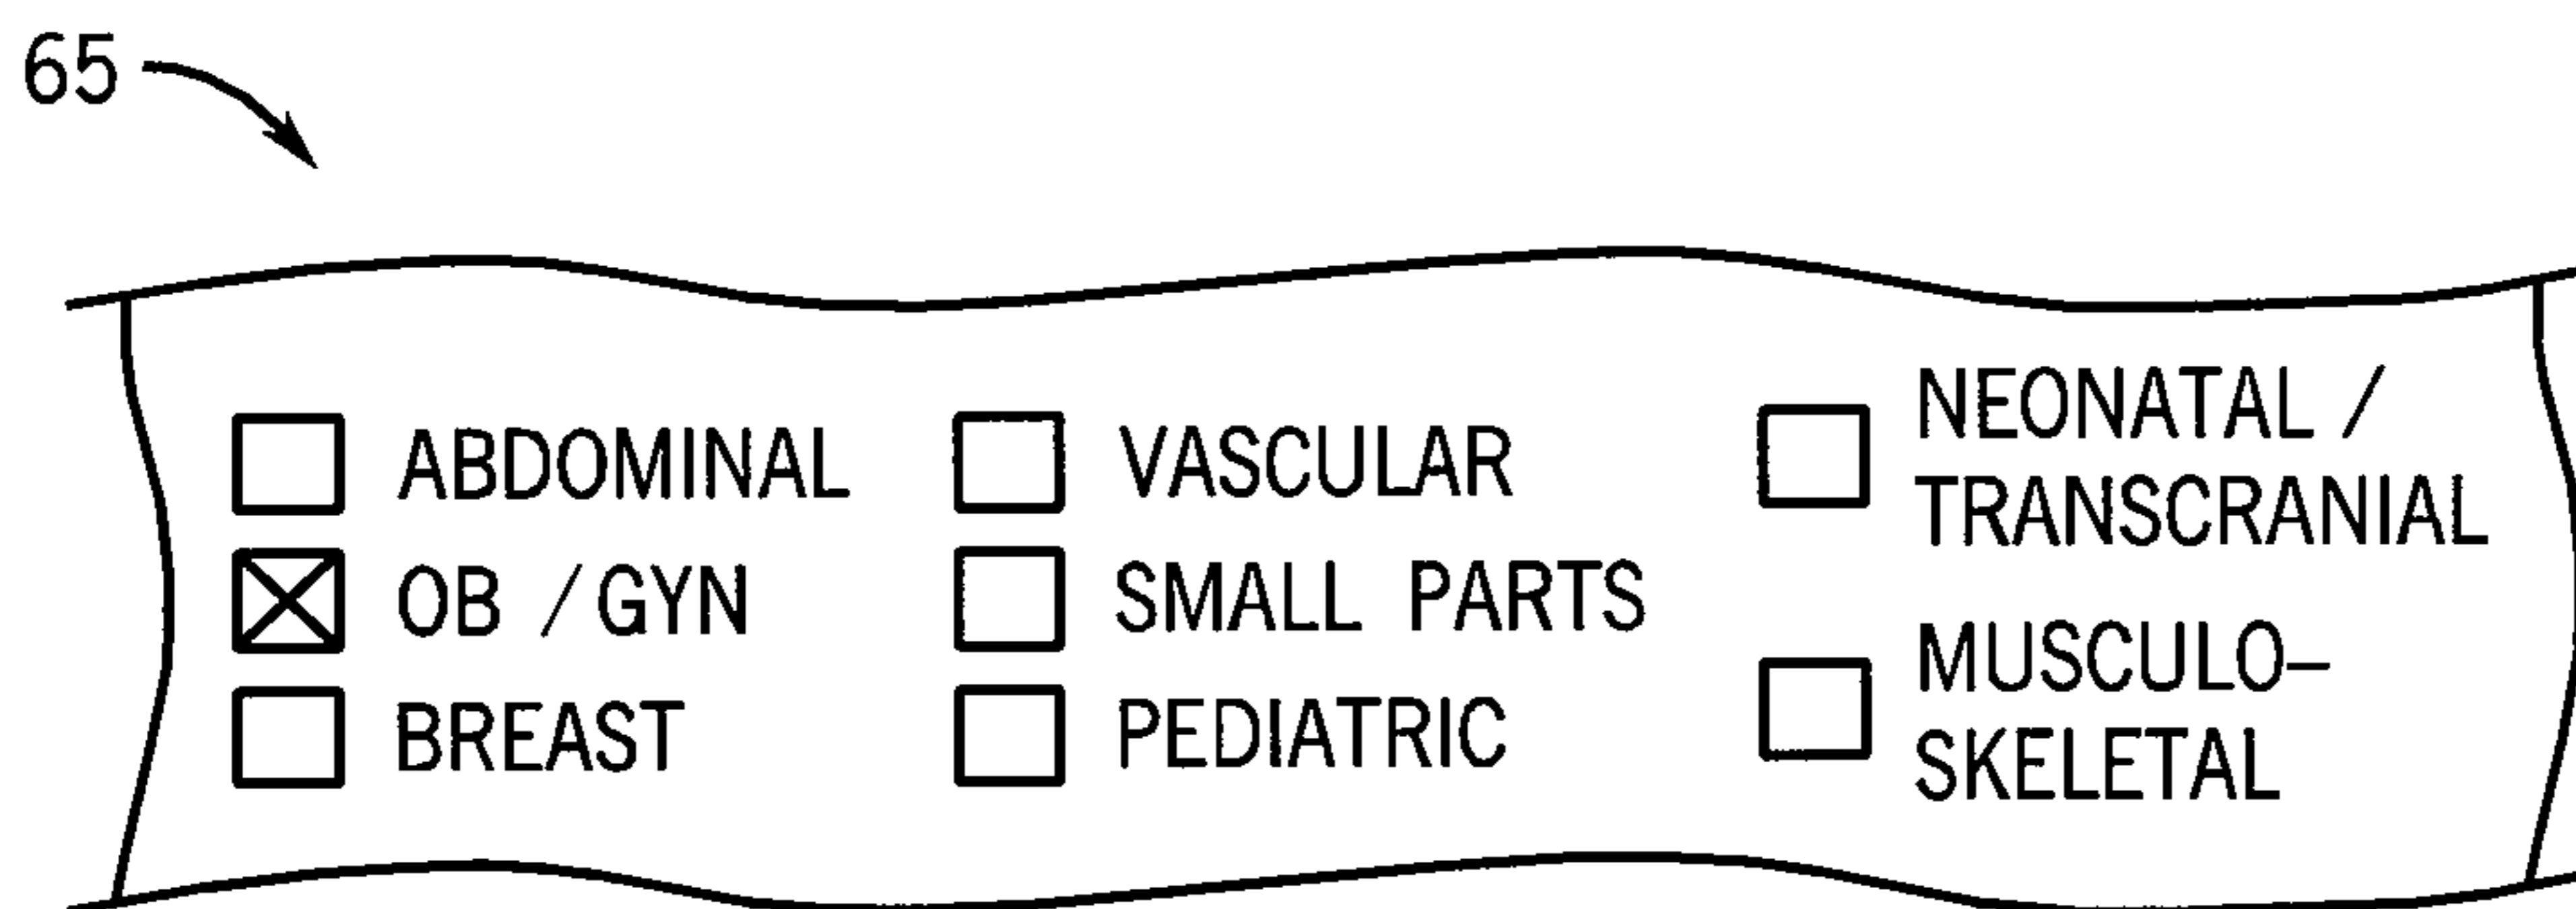 65
ABDOMINAL
OB / GYN
BREAST
VASCULAR
SMALL PARTS
PEDIATRIC
NEONATAL /
TRANSCRANIAL
MUSCULO-
SKELETAL